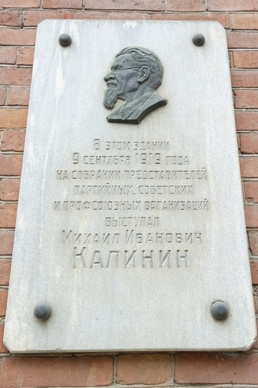 В этом здании
9 сентября 1919 года
на собрании представителей
партийных, советских
и профсоюзных организаций
выступал
Михаил Иванович
Калинин